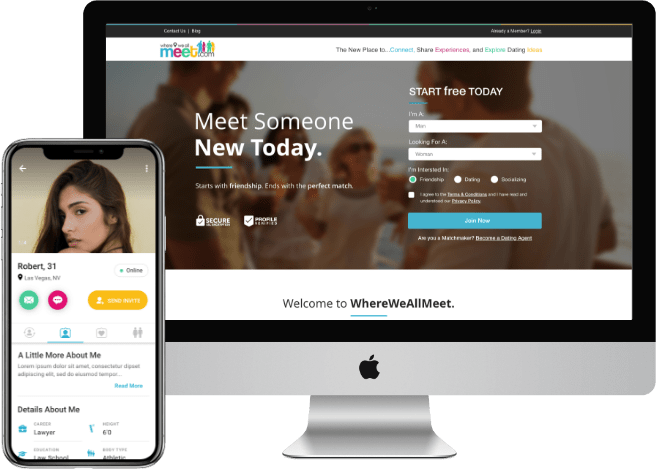 Contact Us | Blog
Already a Member? Login
where we all
meet.com
The New Place to...Connect, Share Experiences, and Explore Dating Ideas
START free TODAY
I'm A:
Man
Looking For A:
Woman
I'm Intersted In:
Friendship
Dating
Socializing
I agree to the Terms & Conditions and I have read and
understood our Privacy Policy.
Join Now
Are you a Matchmaker? Become a Dating Agent
Meet Someone
New Today.
Starts with friendship. Ends with the perfect match.
SECURE
PROFILE
Welcome to WhereWeAllMeet.
Robert, 31
Las Vegas, NV
Online
SEND INVITE
A Little More About Me
Lorem ipsum dolor sit amet, consectetur dipsat
adipiscing elit, sed do eiusmod tempor...
Read More
Details About Me
CAREER
Lawyer
HEIGHT
6'0
EDUCATION
Law School
BODY TYPE
Athletic